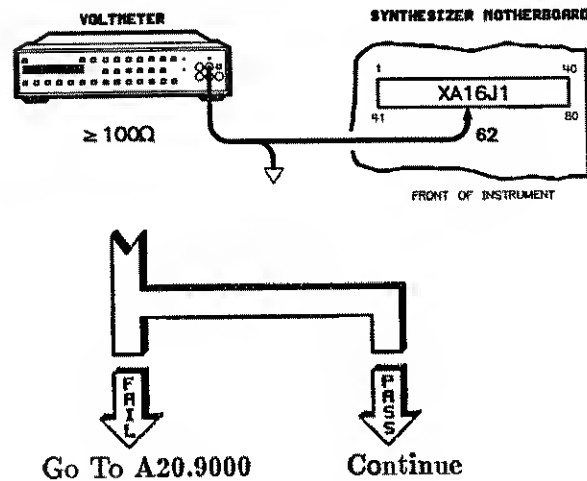 VOLTMETER
SYNTHESIZER MOTHERBOARD
1 40
XA16J1
41 80
≥ 100Ω
62
FRONT OF INSTRUMENT
FAIL
PASS
Go To A20.9000
Continue